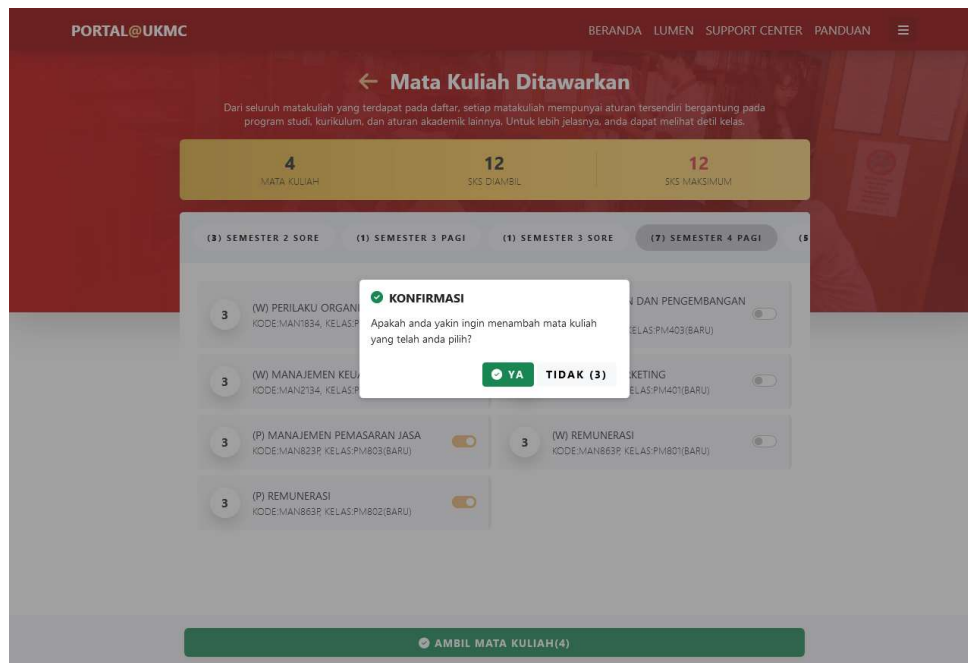 PORTAL@UKMC
BERANDA LUMEN SUPPORT CENTER PANDUAN
Mata Kuliah Ditawarkan
Dari seluruh matakuliah yang terdapat pada daftar, setiap matakuliah mempunyai aturan tersendiri bergantung pada
program studi, kurikulum, dan aturan akademik lainnya. Untuk lebih jelasnya, anda dapat melihat detil kelas.
4 12 12
MATA KULIAH SKS DIAMBIL SKS MAKSIMUM
(3) SEMESTER 2 SORE (1) SEMESTER 3 PAGI (1) SEMESTER 3 SORE (7) SEMESTER 4 PAGI (5
KONFIRMASI
Apakah anda yakin ingin menambah mata kuliah
yang telah anda pilih?
YA TIDAK (3)
3 (W) PERILAKU ORGANI
KODE:MAN1834, KELAS:P
DAN PENGEMBANGAN
KELAS:PM403(BARU)
3 (W) MANAJEMEN KEU
KODE:MAN2134, KELAS:P
KETING
KELAS:PM401(BARU)
3 (P) MANAJEMEN PEMASARAN JASA
KODE:MAN823P, KELAS:PM803(BARU)
3 (W) REMUNERASI
KODE:MAN863P, KELAS:PM801(BARU)
3 (P) REMUNERASI
KODE:MAN863P, KELAS:PM802(BARU)
AMBIL MATA KULIAH(4)